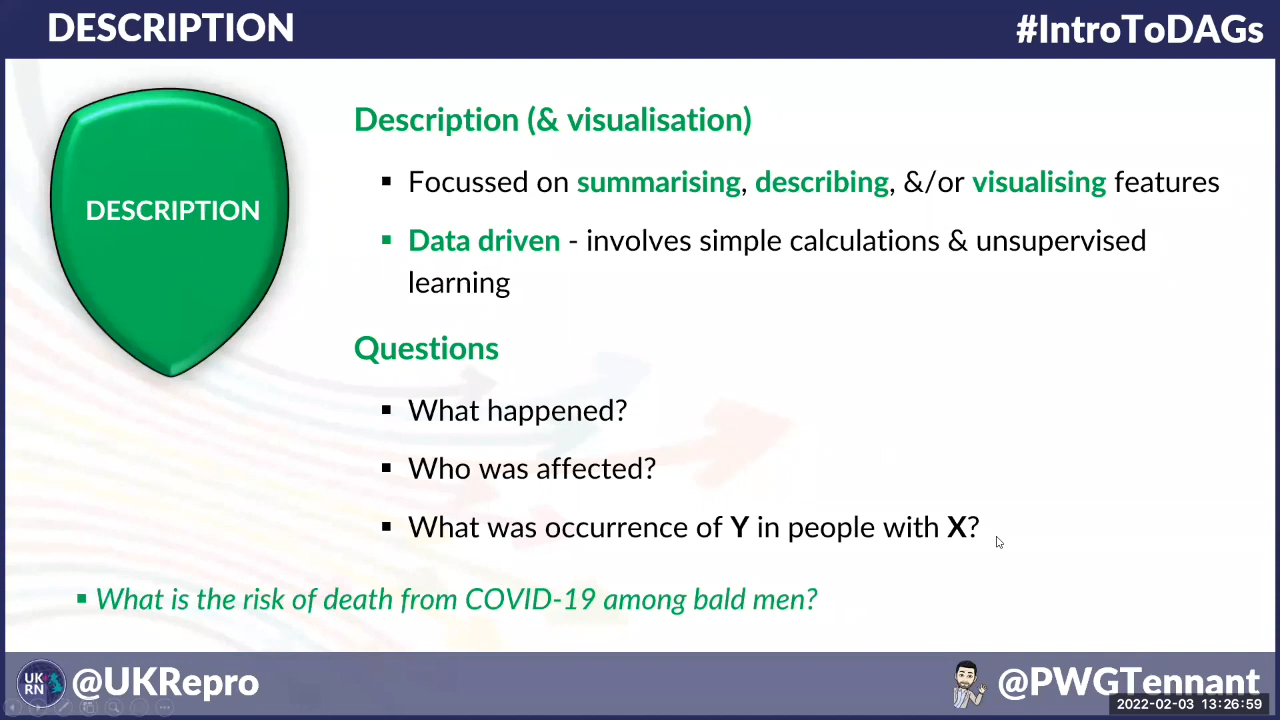 DESCRIPTION
#IntroToDAGs
DESCRIPTION
Description (& visualisation)
▪ Focussed on summarising, describing, &/or visualising features
▪ Data driven - involves simple calculations & unsupervised
learning
Questions
▪ What happened?
▪ Who was affected?
▪ What was occurrence of Y in people with X?
▪ What is the risk of death from COVID-19 among bald men?
UK
RN
@UKRepro
@PWGTennant
2022-02-03 13:26:59